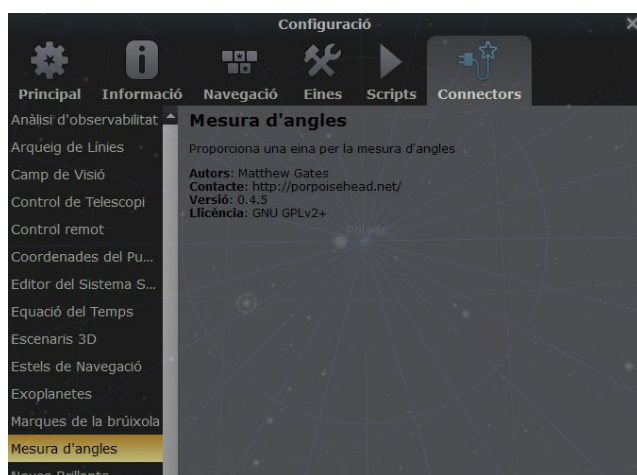 Configuració
Principal Informació Navegació Eines Scripts Connectors
Anàlisi d'observabilitat
Arqueig de Línies
Camp de Visió
Control de Telescopi
Control remot
Coordenades del Pu...
Editor del Sistema S...
Equació del Temps
Escenaris 3D
Estels de Navegació
Exoplanetes
Marques de la brúixola
Mesura d'angles
Noves Brillants
Mesura d'angles
Proporciona una eina per la mesura d'angles
Autors: Matthew Gates
Contacte: http://porpoisehead.net/
Versió: 0.4.5
Llicència: GNU GPLv2+
Polaris